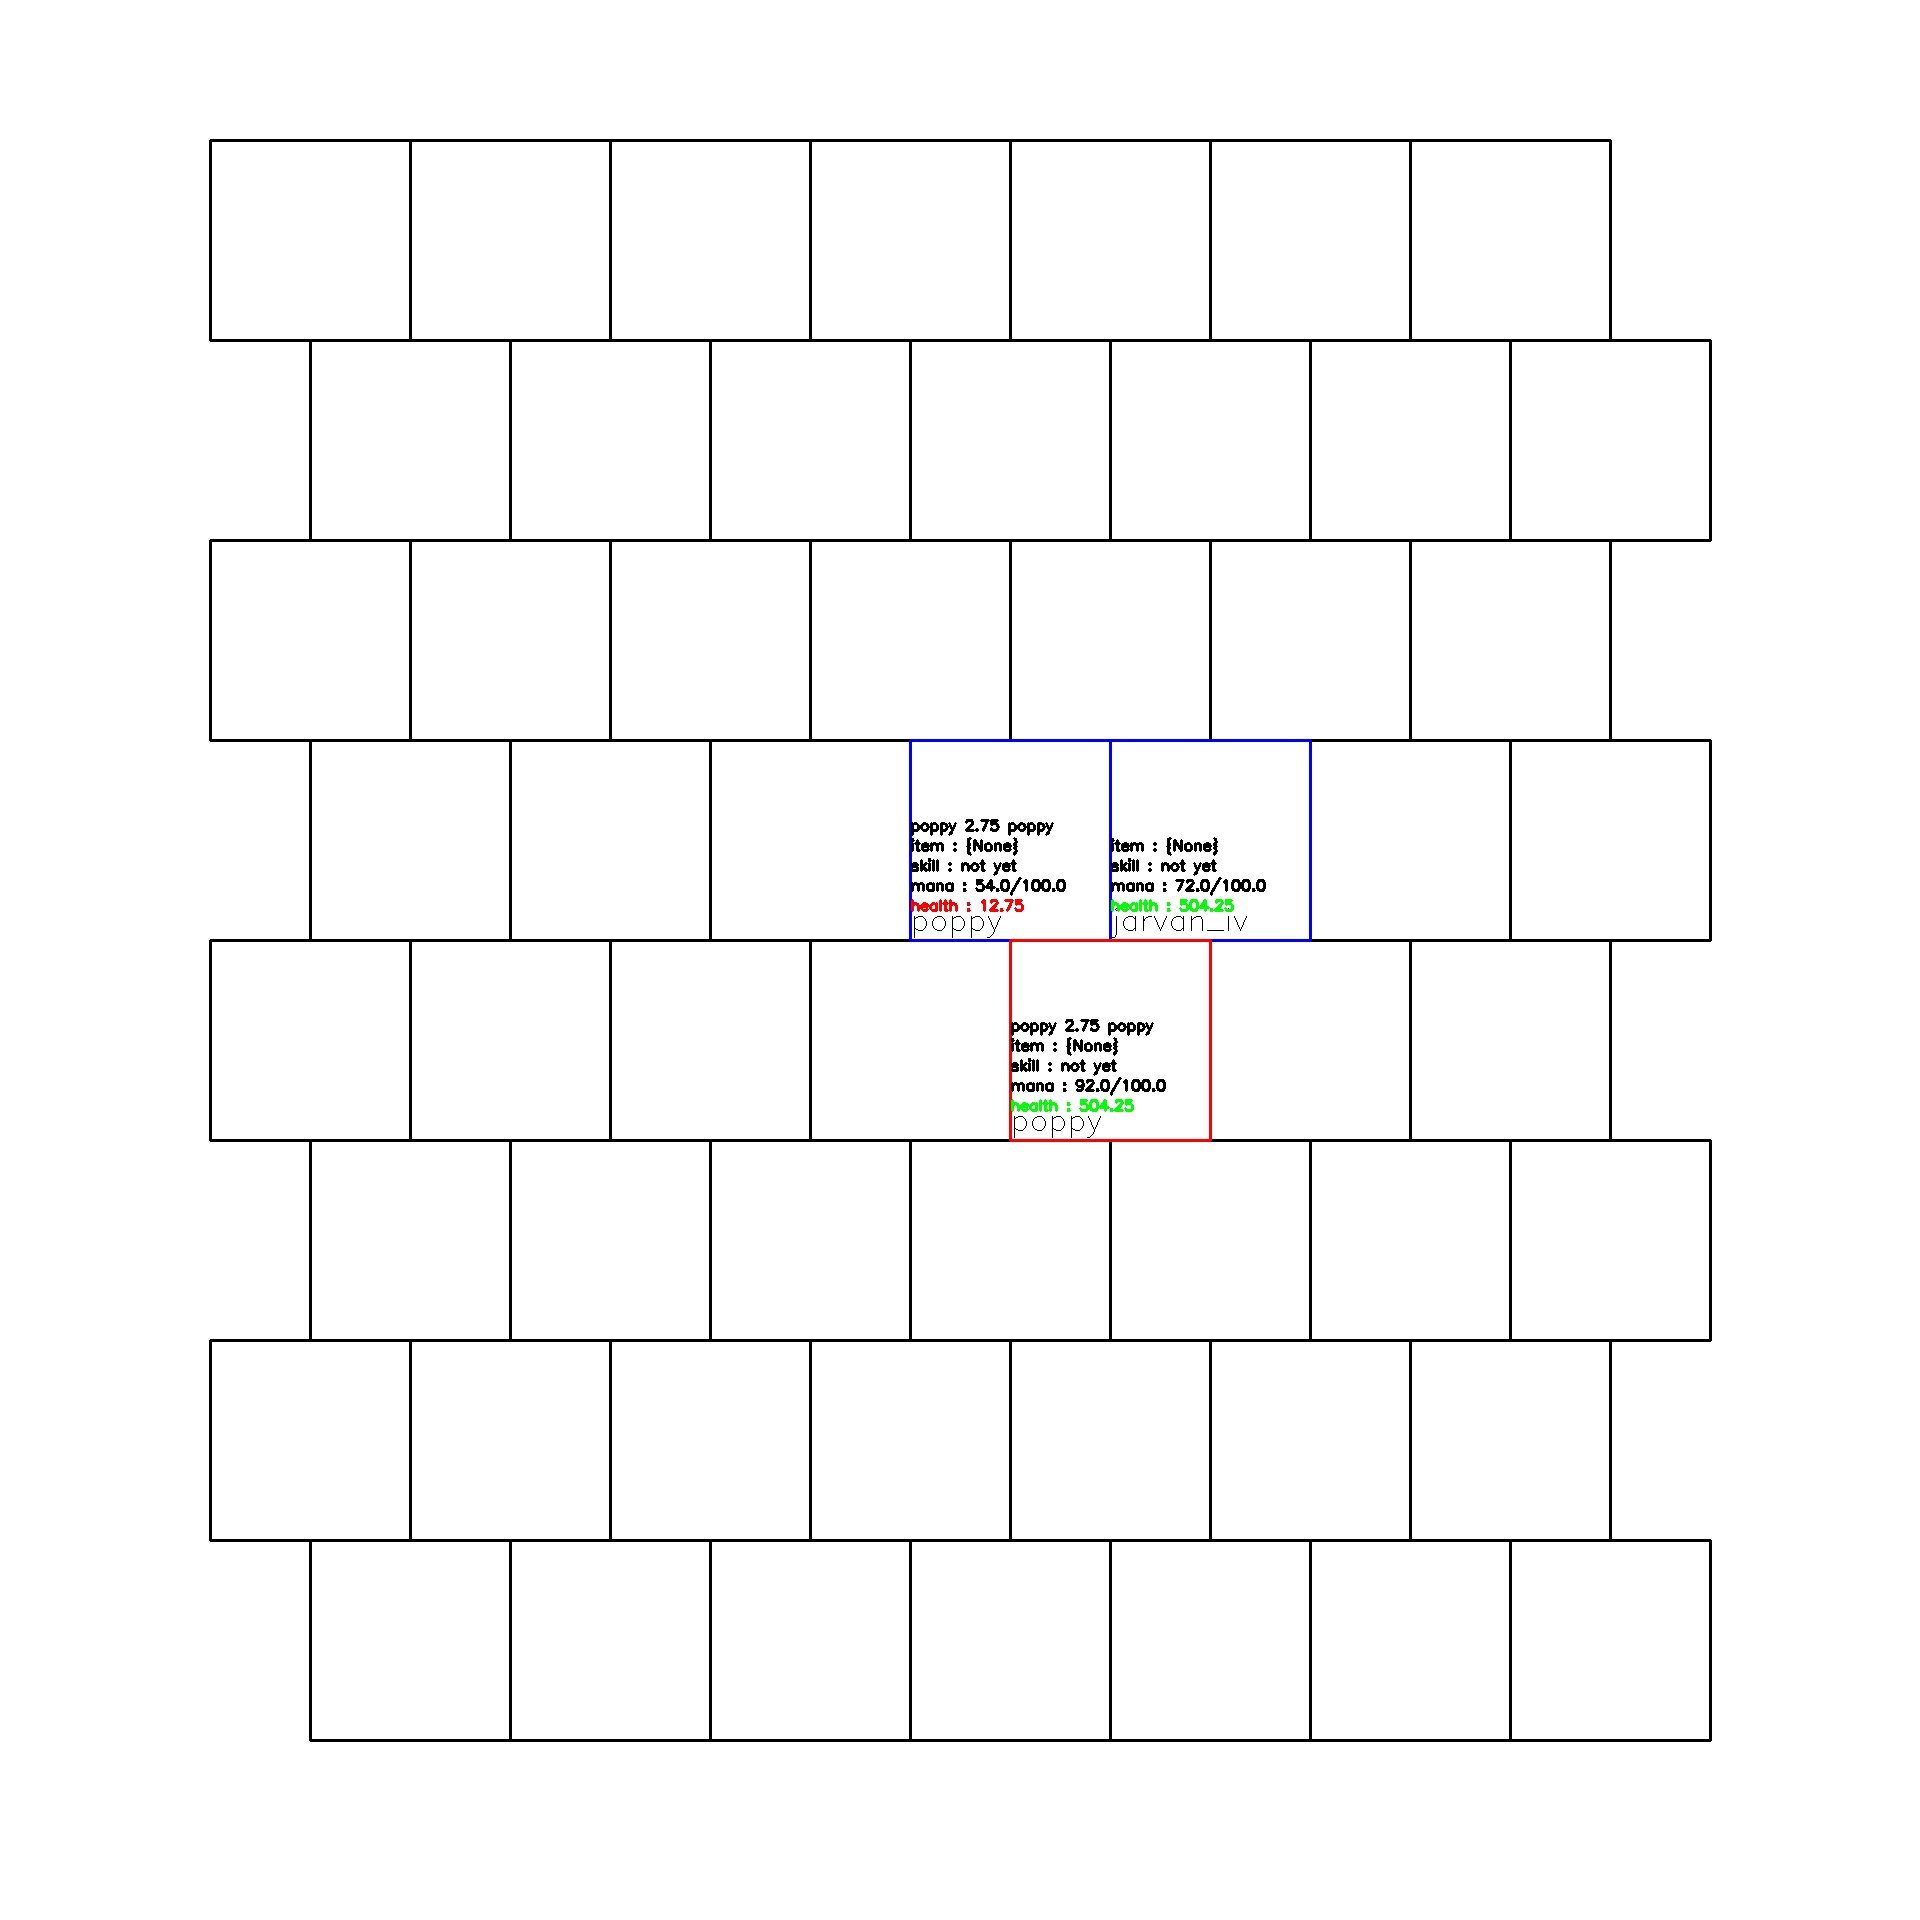 poppy 2.75 poppy
item : {None}
skill : not yet
mana : 54.0/100.0
health : 12.75
poppy
item : {None}
skill : not yet
mana : 72.0/100.0
health : 504.25
jarvan_iv
poppy 2.75 poppy
item : {None}
skill : not yet
mana : 92.0/100.0
health : 504.25
poppy